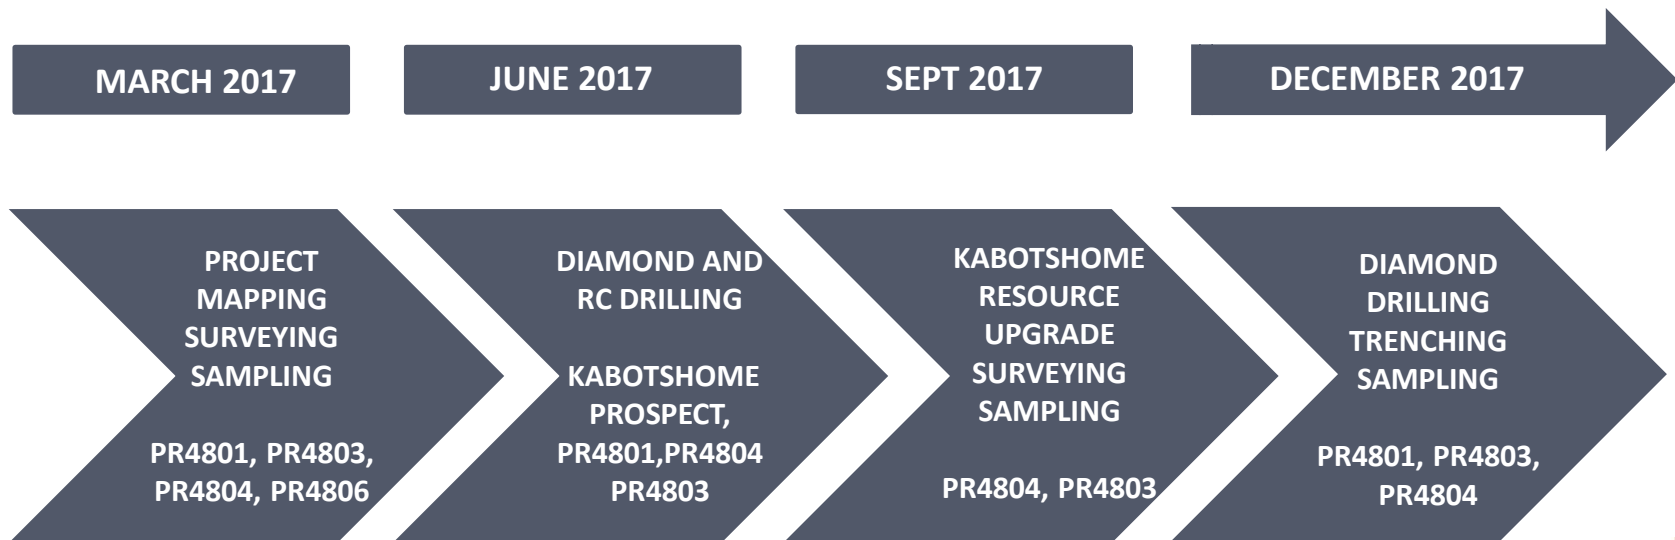 MARCH 2017
JUNE 2017
SEPT 2017
DECEMBER 2017
PROJECT
MAPPING
SURVEYING
SAMPLING
PR4801, PR4803,
PR4804, PR4806
DIAMOND AND
RC DRILLING
KABOTSHOME
PROSPECT,
PR4801,PR4804
PR4803
KABOTSHOME
RESOURCE
UPGRADE
SURVEYING
SAMPLING
PR4804, PR4803
DIAMOND
DRILLING
TRENCHING
SAMPLING
PR4801, PR4803,
PR4804